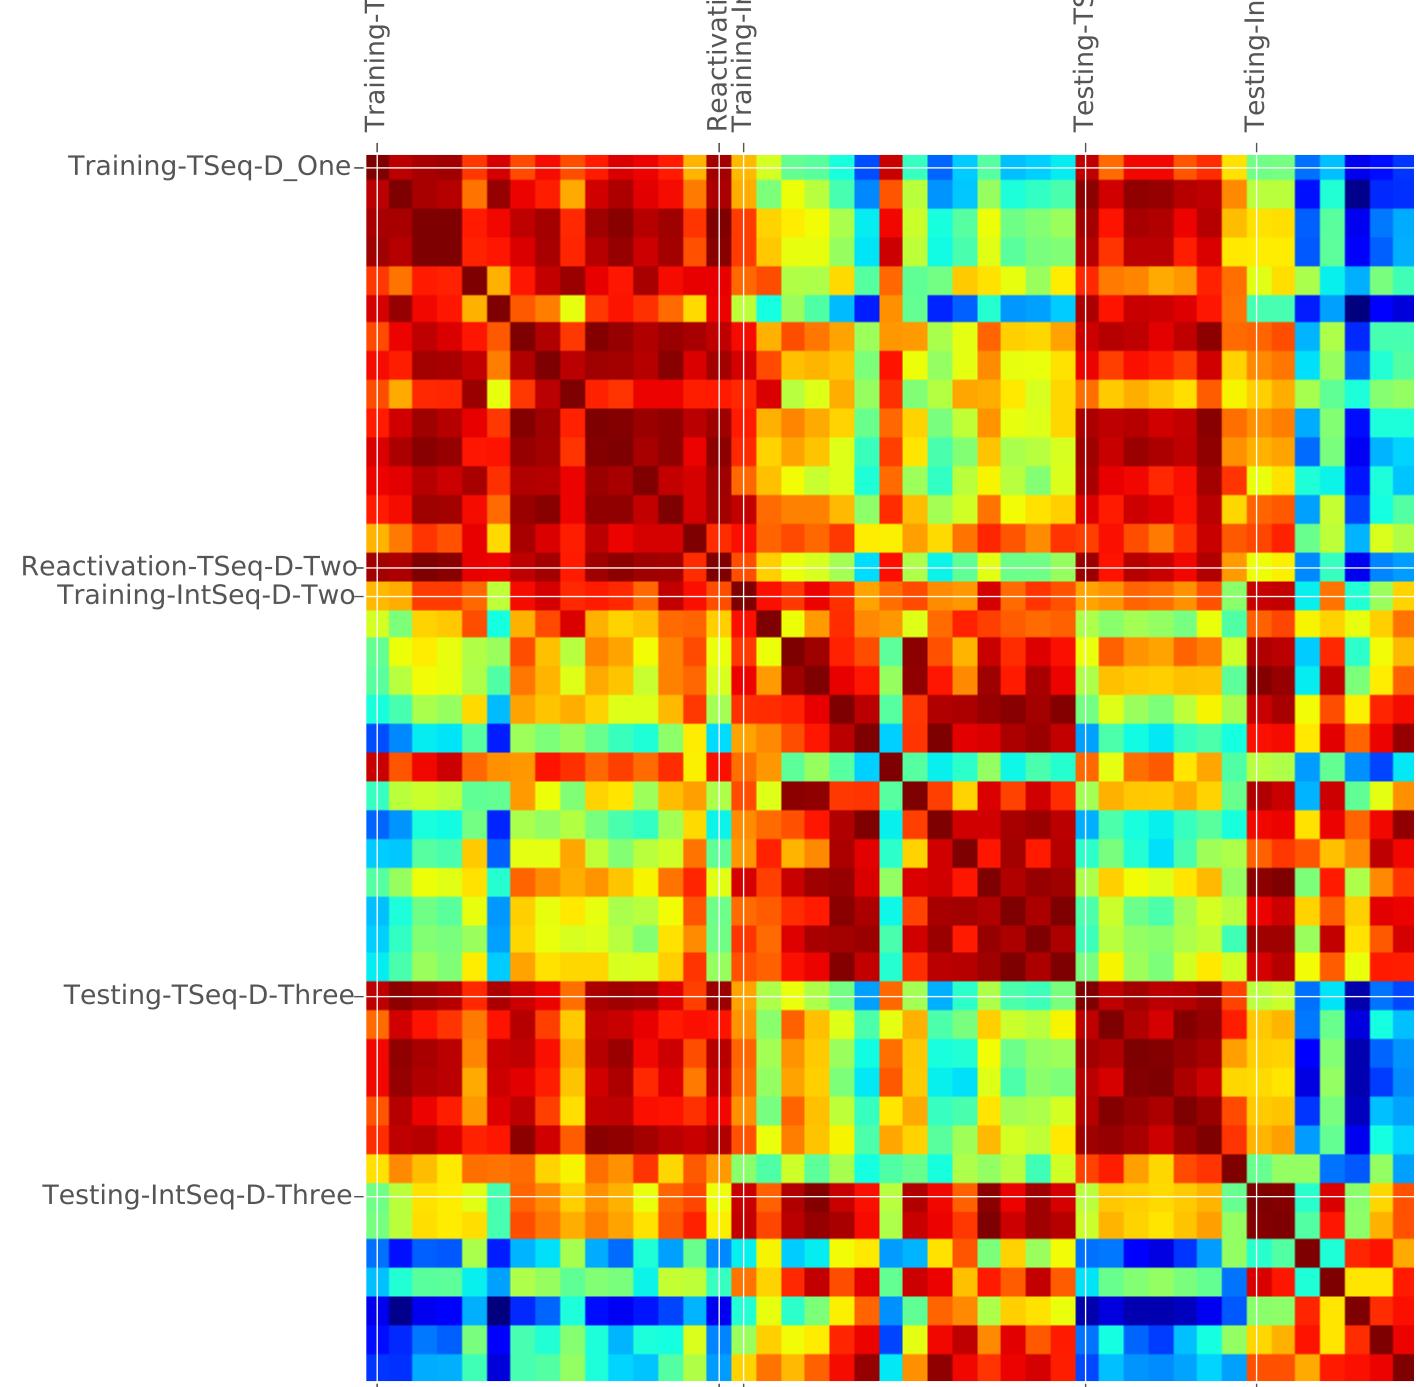 Training-T
Reactivati
Training-I
Testing-TS
Testing-In
Training-TSeq-D_One
Reactivation-TSeq-D-Two
Training-IntSeq-D-Two
Testing-TSeq-D-Three
Testing-IntSeq-D-Three